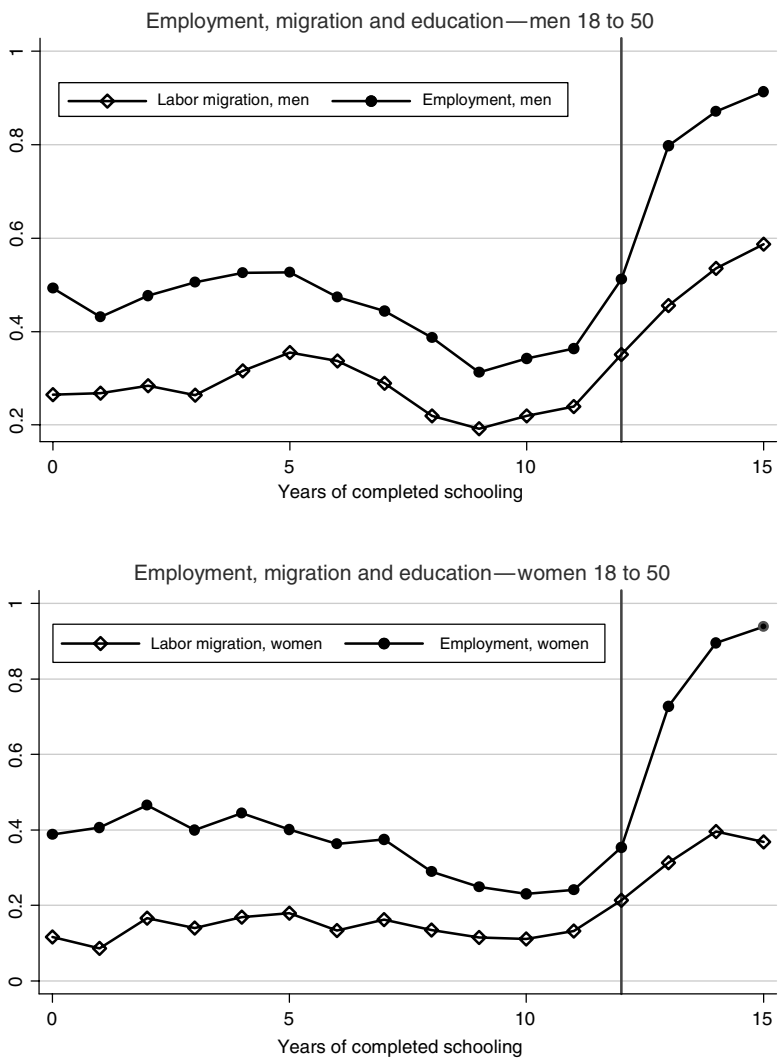 Employment, migration and education—men 18 to 50
Labor migration, men Employment, men
1
0.8
0.6
0.4
0.2
0 5 10 15
Years of completed schooling
Employment, migration and education—women 18 to 50
Labor migration, women Employment, women
1
0.8
0.6
0.4
0.2
0
0 5 10 15
Years of completed schooling